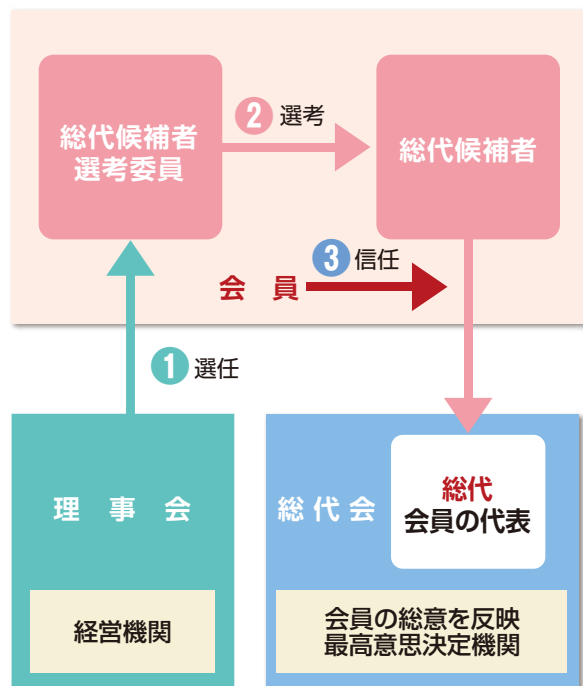 総代候補者
選考委員
2 選考
総代候補者
3 信任
会員
1 選任
理事会
経営機関
総代会
総代
会員の代表
会員の総意を反映
最高意思決定機関